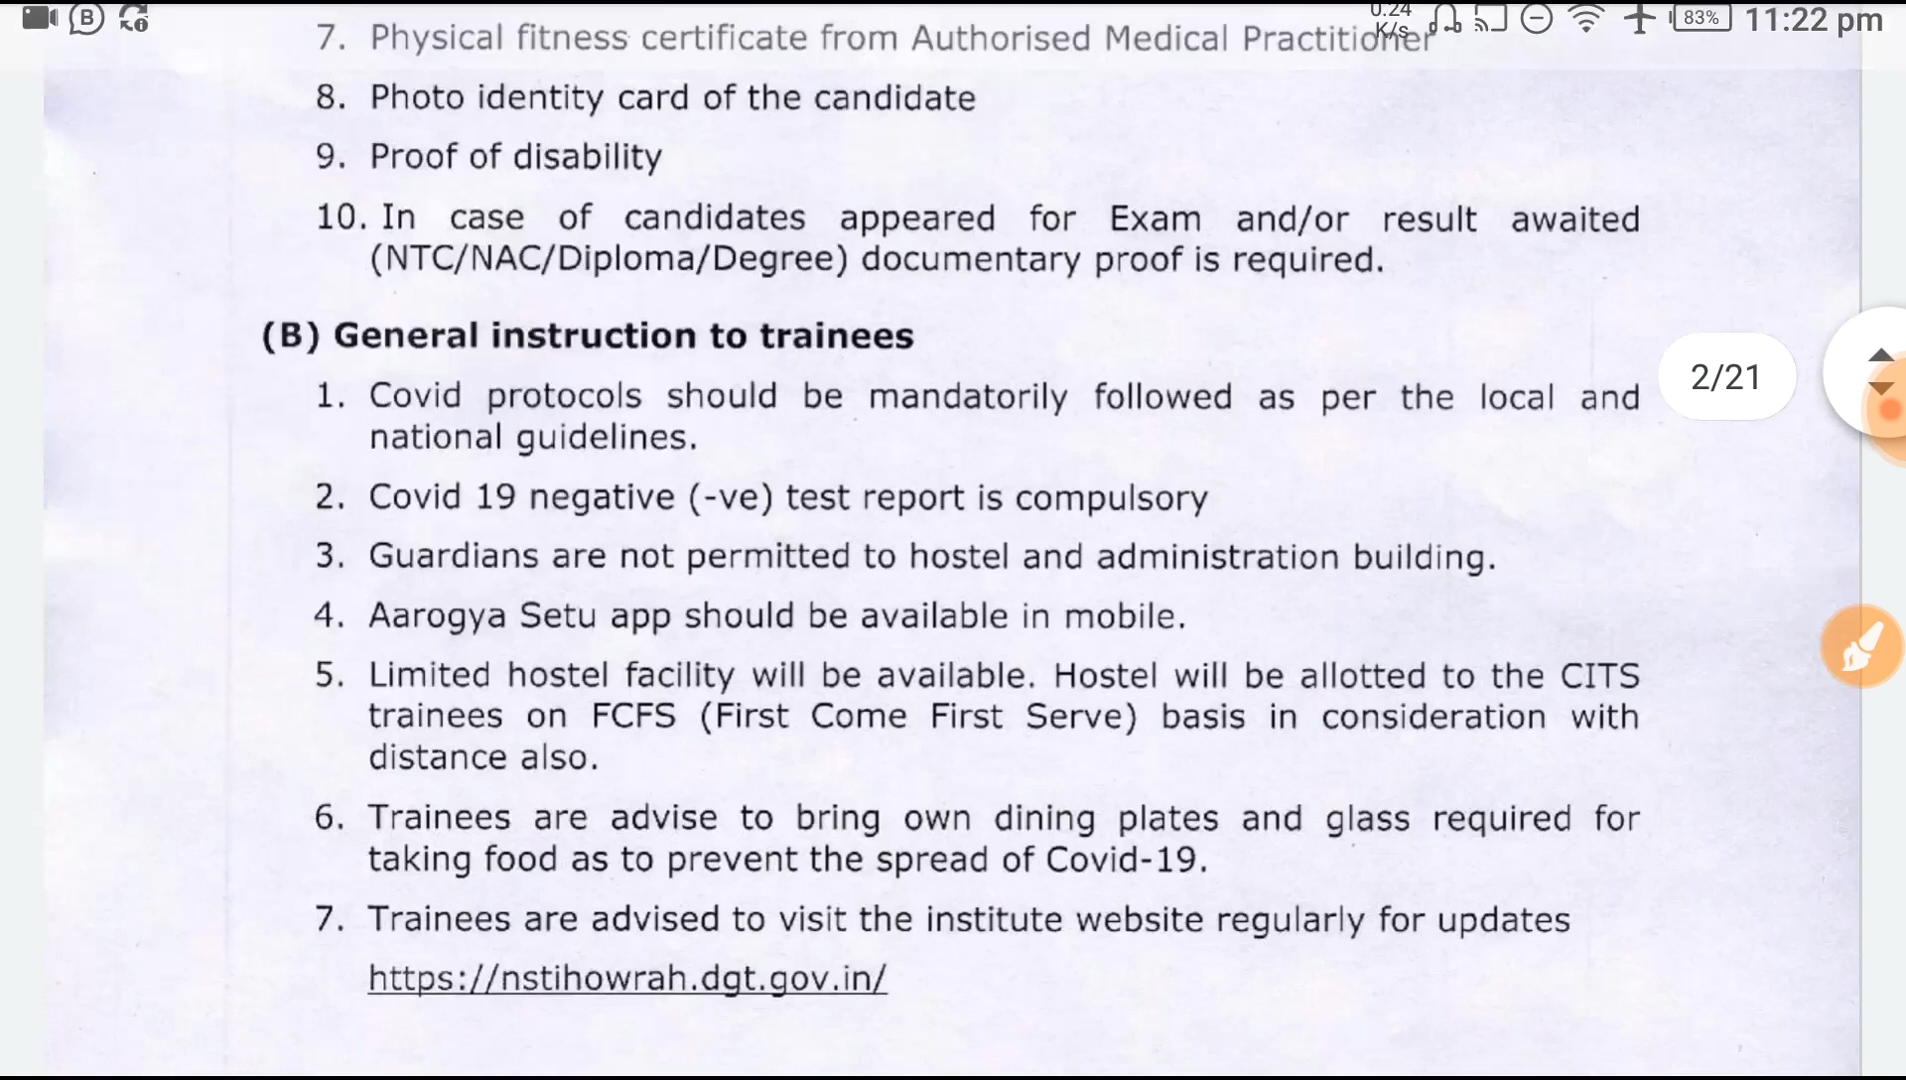 0.24
K/s
83%
11:22 pm
7. Physical fitness certificate from Authorised Medical Practitioner
8. Photo identity card of the candidate
9. Proof of disability
10. In case of candidates appeared for Exam and/or result awaited
(NTC/NAC/Diploma/Degree) documentary proof is required.
(B) General instruction to trainees
1. Covid protocols should be mandatorily followed as per the local and
national guidelines.
2/21
2. Covid 19 negative (-ve) test report is compulsory
3. Guardians are not permitted to hostel and administration building.
4. Aarogya Setu app should be available in mobile.
5. Limited hostel facility will be available. Hostel will be allotted to the CITS
trainees on FCFS (First Come First Serve) basis in consideration with
distance also.
6. Trainees are advise to bring own dining plates and glass required for
taking food as to prevent the spread of Covid-19.
7. Trainees are advised to visit the institute website regularly for updates
https://nstihowrah.dgt.gov.in/